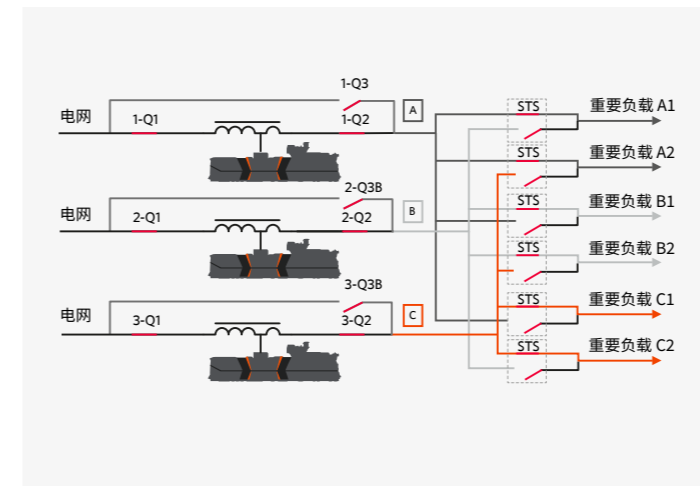 1-Q3
A
电网
1-Q1
1-Q2
STS
重要负载 A1
STS
重要负载 A2
2-Q3B
B
电网
2-Q1
2-Q2
STS
重要负载 B1
STS
重要负载 B2
3-Q3B
C
电网
3-Q1
3-Q2
STS
重要负载 C1
STS
重要负载 C2